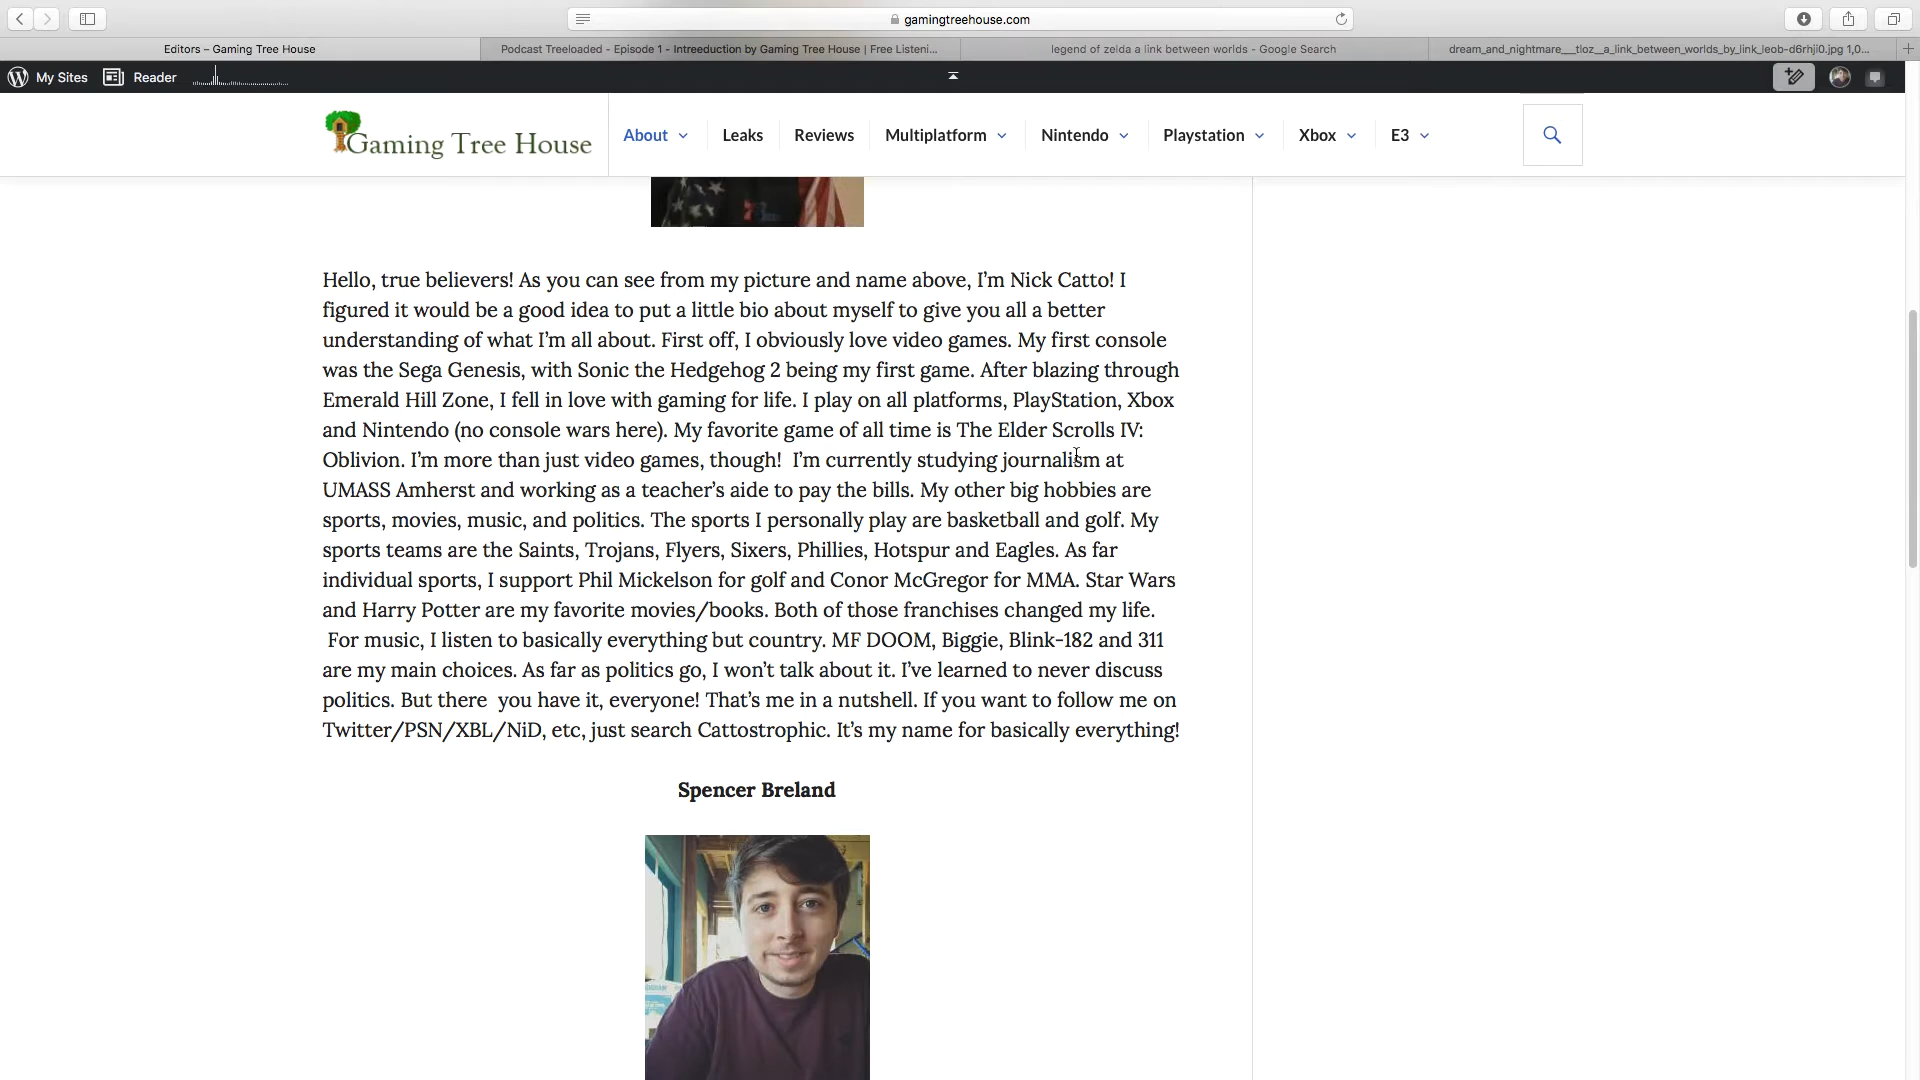 gamingtreehouse.com
Editors – Gaming Tree House
Podcast Treeloaded - Episode 1 - Intreeduction by Gaming Tree House | Free Listeni...
legend of zelda a link between worlds - Google Search
dream_and_nightmare___tloz__a_link_between_worlds_by_link_leob-d6rhji0.jpg 1,0...
My Sites
Reader
Gaming Tree House
About
Leaks
Reviews
Multiplatform
Nintendo
Playstation
Xbox
E3
Hello, true believers! As you can see from my picture and name above, I’m Nick Catto! I
figured it would be a good idea to put a little bio about myself to give you all a better
understanding of what I’m all about. First off, I obviously love video games. My first console
was the Sega Genesis, with Sonic the Hedgehog 2 being my first game. After blazing through
Emerald Hill Zone, I fell in love with gaming for life. I play on all platforms, PlayStation, Xbox
and Nintendo (no console wars here). My favorite game of all time is The Elder Scrolls IV:
Oblivion. I’m more than just video games, though!  I’m currently studying journalism at
UMASS Amherst and working as a teacher’s aide to pay the bills. My other big hobbies are
sports, movies, music, and politics. The sports I personally play are basketball and golf. My
sports teams are the Saints, Trojans, Flyers, Sixers, Phillies, Hotspur and Eagles. As far
individual sports, I support Phil Mickelson for golf and Conor McGregor for MMA. Star Wars
and Harry Potter are my favorite movies/books. Both of those franchises changed my life.
For music, I listen to basically everything but country. MF DOOM, Biggie, Blink-182 and 311
are my main choices. As far as politics go, I won’t talk about it. I’ve learned to never discuss
politics. But there  you have it, everyone! That’s me in a nutshell. If you want to follow me on
Twitter/PSN/XBL/NiD, etc, just search Cattostrophic. It’s my name for basically everything!
Spencer Breland